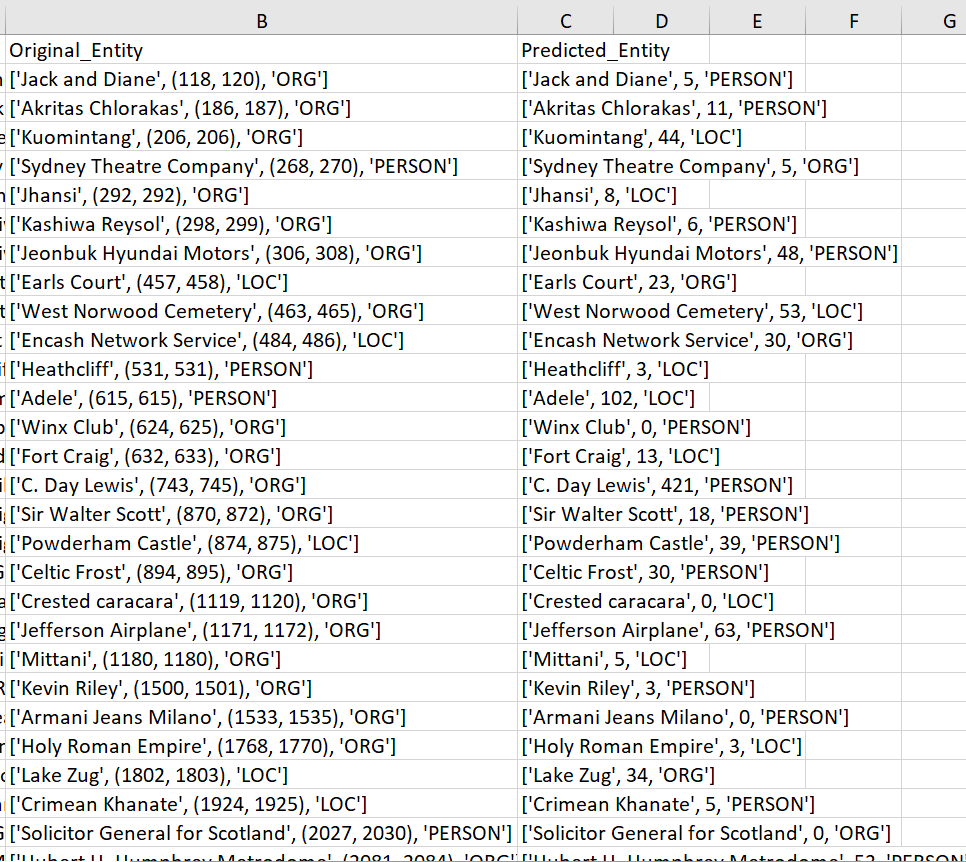 B C D E F G
Original_Entity Predicted_Entity
['Jack and Diane', (118, 120), 'ORG'] ['Jack and Diane', 5, 'PERSON']
['Akritas Chlorakas', (186, 187), 'ORG'] ['Akritas Chlorakas', 11, 'PERSON']
['Kuomintang', (206, 206), 'ORG'] ['Kuomintang', 44, 'LOC']
['Sydney Theatre Company', (268, 270), 'PERSON'] ['Sydney Theatre Company', 5, 'ORG']
['Jhansi', (292, 292), 'ORG'] ['Jhansi', 8, 'LOC']
['Kashiwa Reysol', (298, 299), 'ORG'] ['Kashiwa Reysol', 6, 'PERSON']
['Jeonbuk Hyundai Motors', (306, 308), 'ORG'] ['Jeonbuk Hyundai Motors', 48, 'PERSON']
['Earls Court', (457, 458), 'LOC'] ['Earls Court', 23, 'ORG']
['West Norwood Cemetery', (463, 465), 'ORG'] ['West Norwood Cemetery', 53, 'LOC']
['Encash Network Service', (484, 486), 'LOC'] ['Encash Network Service', 30, 'ORG']
['Heathcliff', (531, 531), 'PERSON'] ['Heathcliff', 3, 'LOC']
['Adele', (615, 615), 'PERSON'] ['Adele', 102, 'LOC']
['Winx Club', (624, 625), 'ORG'] ['Winx Club', 0, 'PERSON']
['Fort Craig', (632, 633), 'ORG'] ['Fort Craig', 13, 'LOC']
['C. Day Lewis', (743, 745), 'ORG'] ['C. Day Lewis', 421, 'PERSON']
['Sir Walter Scott', (870, 872), 'ORG'] ['Sir Walter Scott', 18, 'PERSON']
['Powderham Castle', (874, 875), 'LOC'] ['Powderham Castle', 39, 'PERSON']
['Celtic Frost', (894, 895), 'ORG'] ['Celtic Frost', 30, 'PERSON']
['Crested caracara', (1119, 1120), 'ORG'] ['Crested caracara', 0, 'LOC']
['Jefferson Airplane', (1171, 1172), 'ORG'] ['Jefferson Airplane', 63, 'PERSON']
['Mittani', (1180, 1180), 'ORG'] ['Mittani', 5, 'LOC']
['Kevin Riley', (1500, 1501), 'ORG'] ['Kevin Riley', 3, 'PERSON']
['Armani Jeans Milano', (1533, 1535), 'ORG'] ['Armani Jeans Milano', 0, 'PERSON']
['Holy Roman Empire', (1768, 1770), 'ORG'] ['Holy Roman Empire', 3, 'LOC']
['Lake Zug', (1802, 1803), 'LOC'] ['Lake Zug', 34, 'ORG']
['Crimean Khanate', (1924, 1925), 'LOC'] ['Crimean Khanate', 5, 'PERSON']
['Solicitor General for Scotland', (2027, 2030), 'PERSON'] ['Solicitor General for Scotland', 0, 'ORG']
['Hubert H. Humphrey Metrodome', (2081, 2084), 'ORG' ['Hubert H. Humphrey Metrodome', 53, 'PERSON